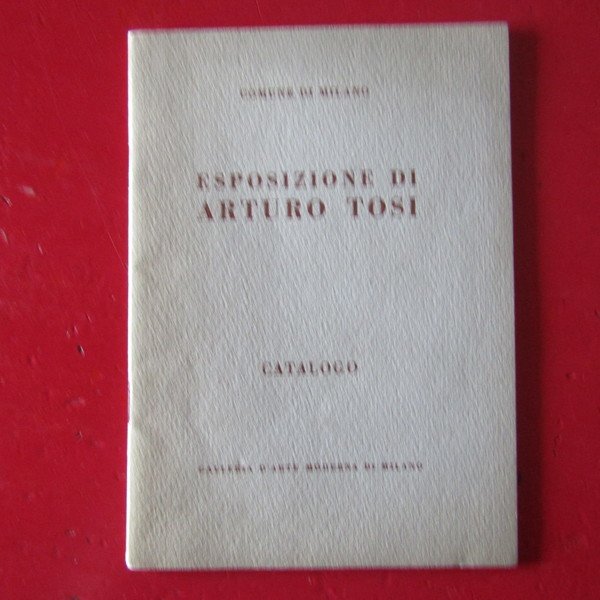 COMUNE DI MILANO
ESPOSIZIONE DI
ARTURO TOSI
CATALOGO
GALLERIA D'ARTE MODERNA DI MILANO